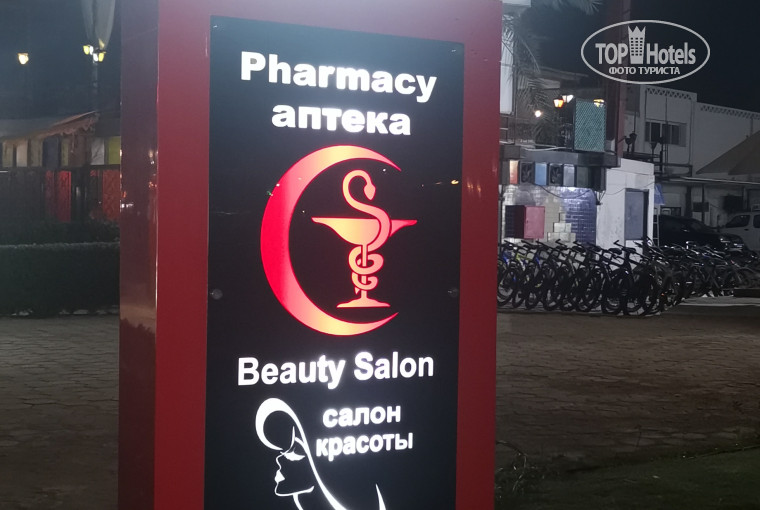 TOP Hotels
ФОТО ТУРИСТА
Pharmacy
аптека
Beauty Salon
салон
красоты